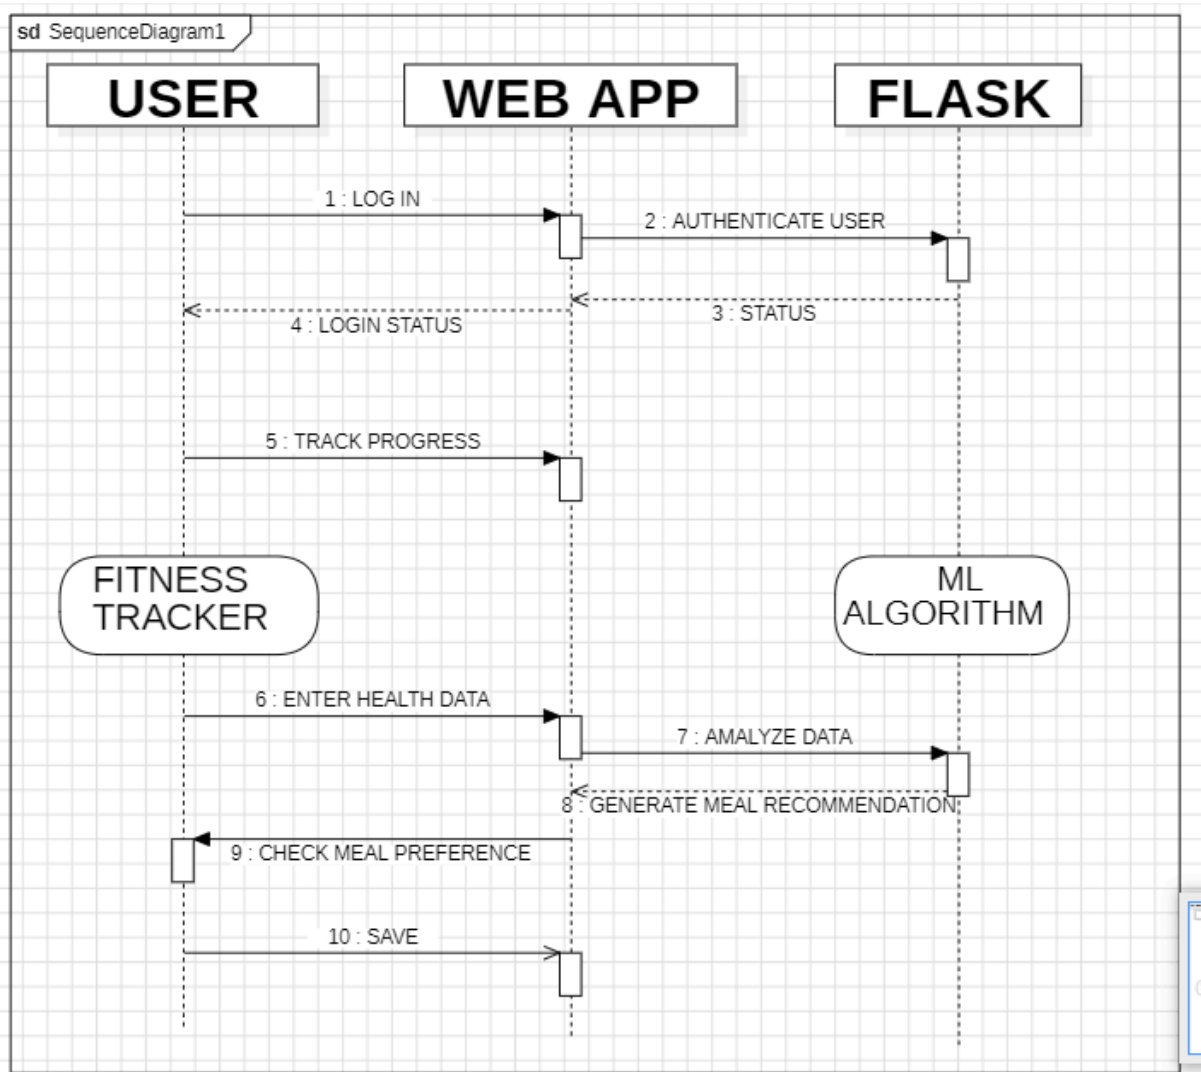 sd SequenceDiagram1
USER
WEB APP
FLASK
1 : LOG IN
2 : AUTHENTICATE USER
3 : STATUS
4 : LOGIN STATUS
5 : TRACK PROGRESS
FITNESS
TRACKER
ML
ALGORITHM
6 : ENTER HEALTH DATA
7 : AMALYZE DATA
8 : GENERATE MEAL RECOMMENDATION
9 : CHECK MEAL PREFERENCE
10 : SAVE